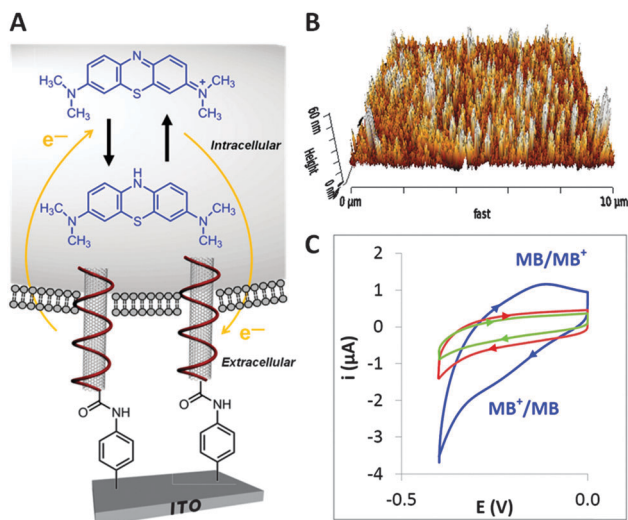 A
N
H₃C
N
CH₃
S
N⁺
H₃C
CH₃
e⁻
Intracellular
H
N
H₃C
N
CH₃
S
N
CH₃
CH₃
e⁻
Extracellular
O
NH
O
NH
ITO
B
60 nm
Height
0 nm
0 µm
fast
10 µm
C
MB/MB⁺
2
1
0
-1
-2
-3
-4
i (µA)
MB⁺/MB
-0.5
0.0
E (V)